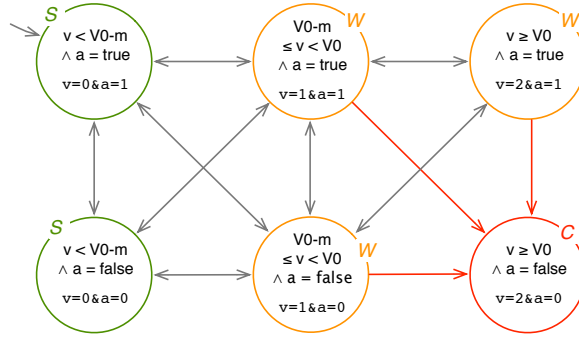 S
v < V0-m
∧ a = true
v=0&a=1
W
V0-m
≤ v < V0
∧ a = true
v=1&a=1
W
v ≥ V0
∧ a = true
v=2&a=1
S
v < V0-m
∧ a = false
v=0&a=0
W
V0-m
≤ v < V0
∧ a = false
v=1&a=0
C
v ≥ V0
∧ a = false
v=2&a=0